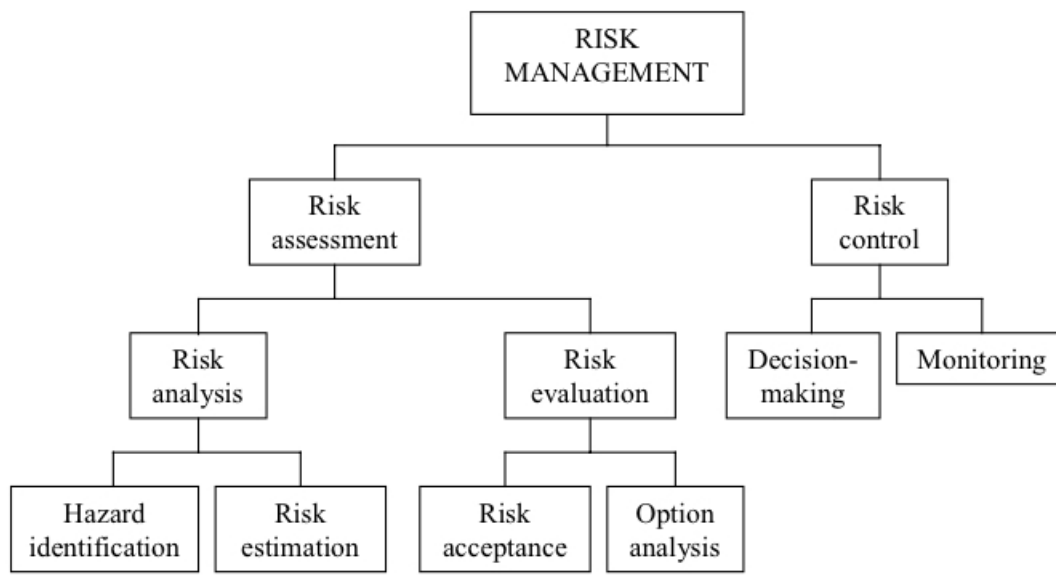 RISK
MANAGEMENT
Risk
assessment
Risk
control
Risk
analysis
Risk
evaluation
Decision-
making
Monitoring
Hazard
identification
Risk
estimation
Risk
acceptance
Option
analysis